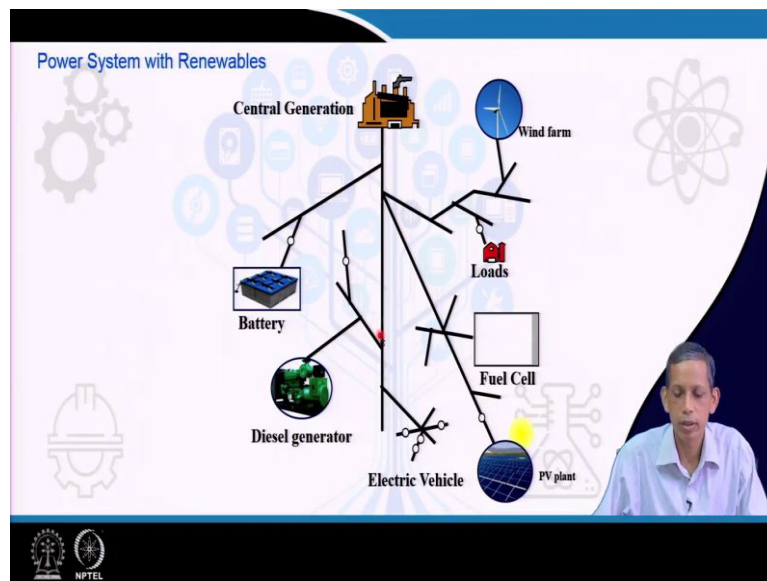 Power System with Renewables
Central Generation
Wind farm
Loads
Battery
Fuel Cell
Diesel generator
Electric Vehicle
PV plant
NPTEL